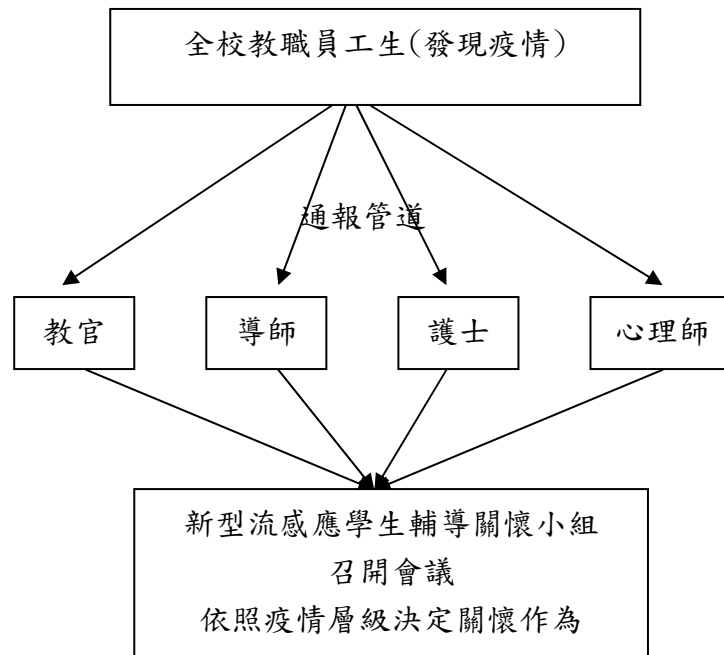 全校教職員工生(發現疫情)
通報管道
教官
導師
護士
心理師
新型流感應學生輔導關懷小組
召開會議
依照疫情層級決定關懷作為